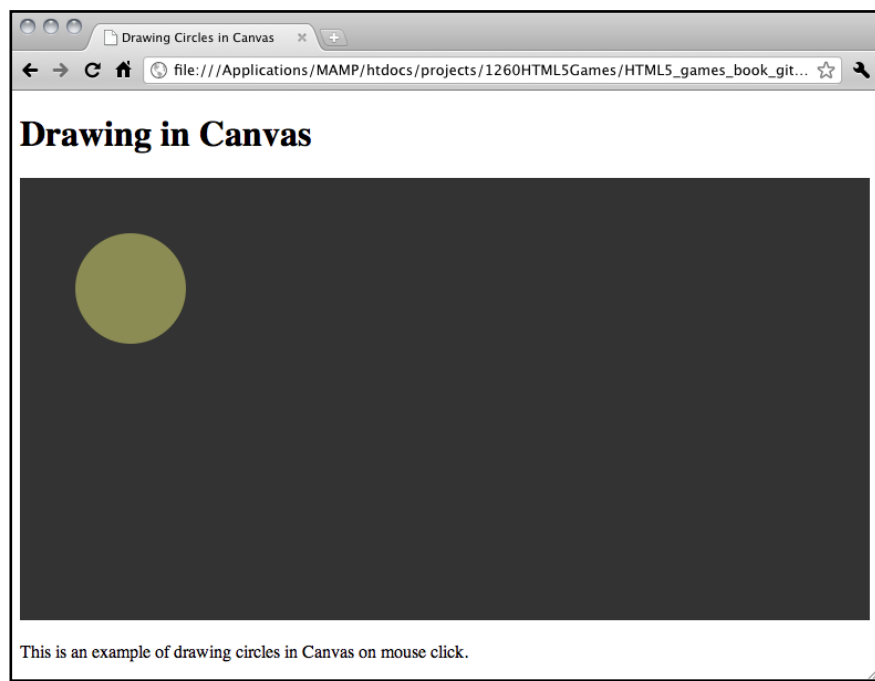 Drawing Circles in Canvas
file:///Applications/MAMP/htdocs/projects/1260HTML5Games/HTML5_games_book_git...
Drawing in Canvas
This is an example of drawing circles in Canvas on mouse click.